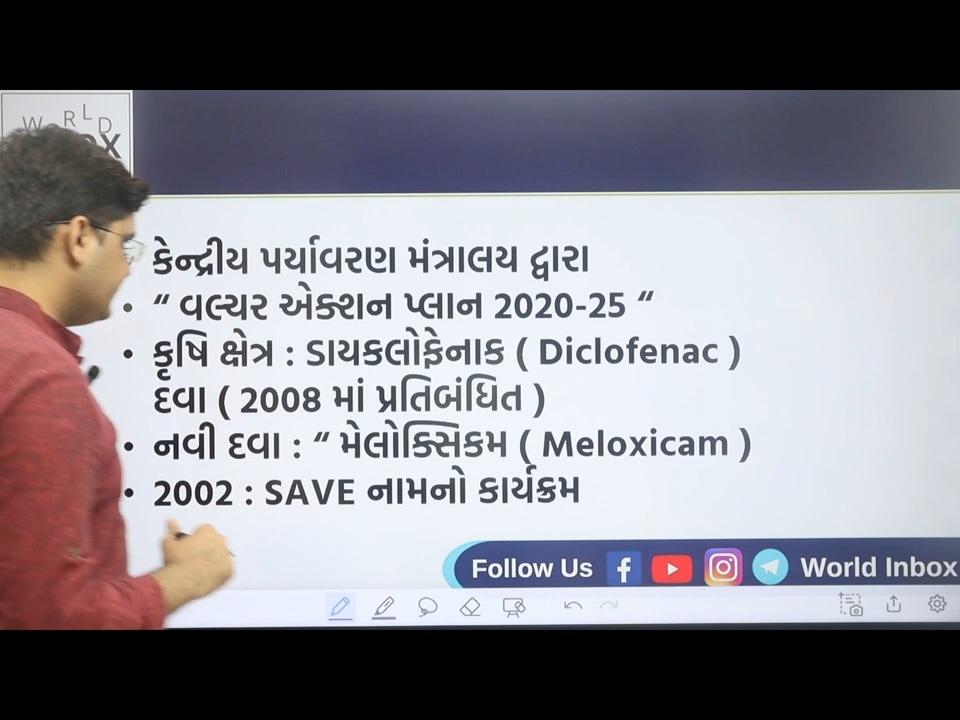 WORLD
કેન્દ્રીય પર્યાવરણ મંત્રાલય દ્વારા
• “ વલ્ચર એક્શન પ્લાન 2020-25 “
• કૃષિ ક્ષેત્ર : ડાયકલોફેનાક ( Diclofenac )
દવા ( 2008 માં પ્રતિબંધિત )
• નવી દવા : “ મેલોક્સિકમ ( Meloxicam )
• 2002 : SAVE નામનો કાર્યક્રમ
Follow Us World Inbox